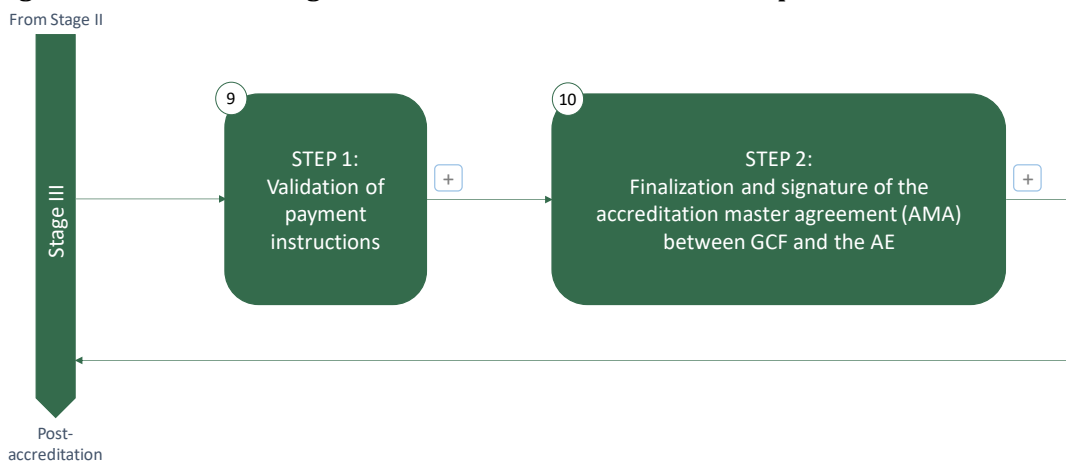 From Stage II
Stage III
9
STEP 1:
Validation of
payment
instructions
+
10
STEP 2:
Finalization and signature of the
accreditation master agreement (AMA)
between GCF and the AE
+
Post-
accreditation